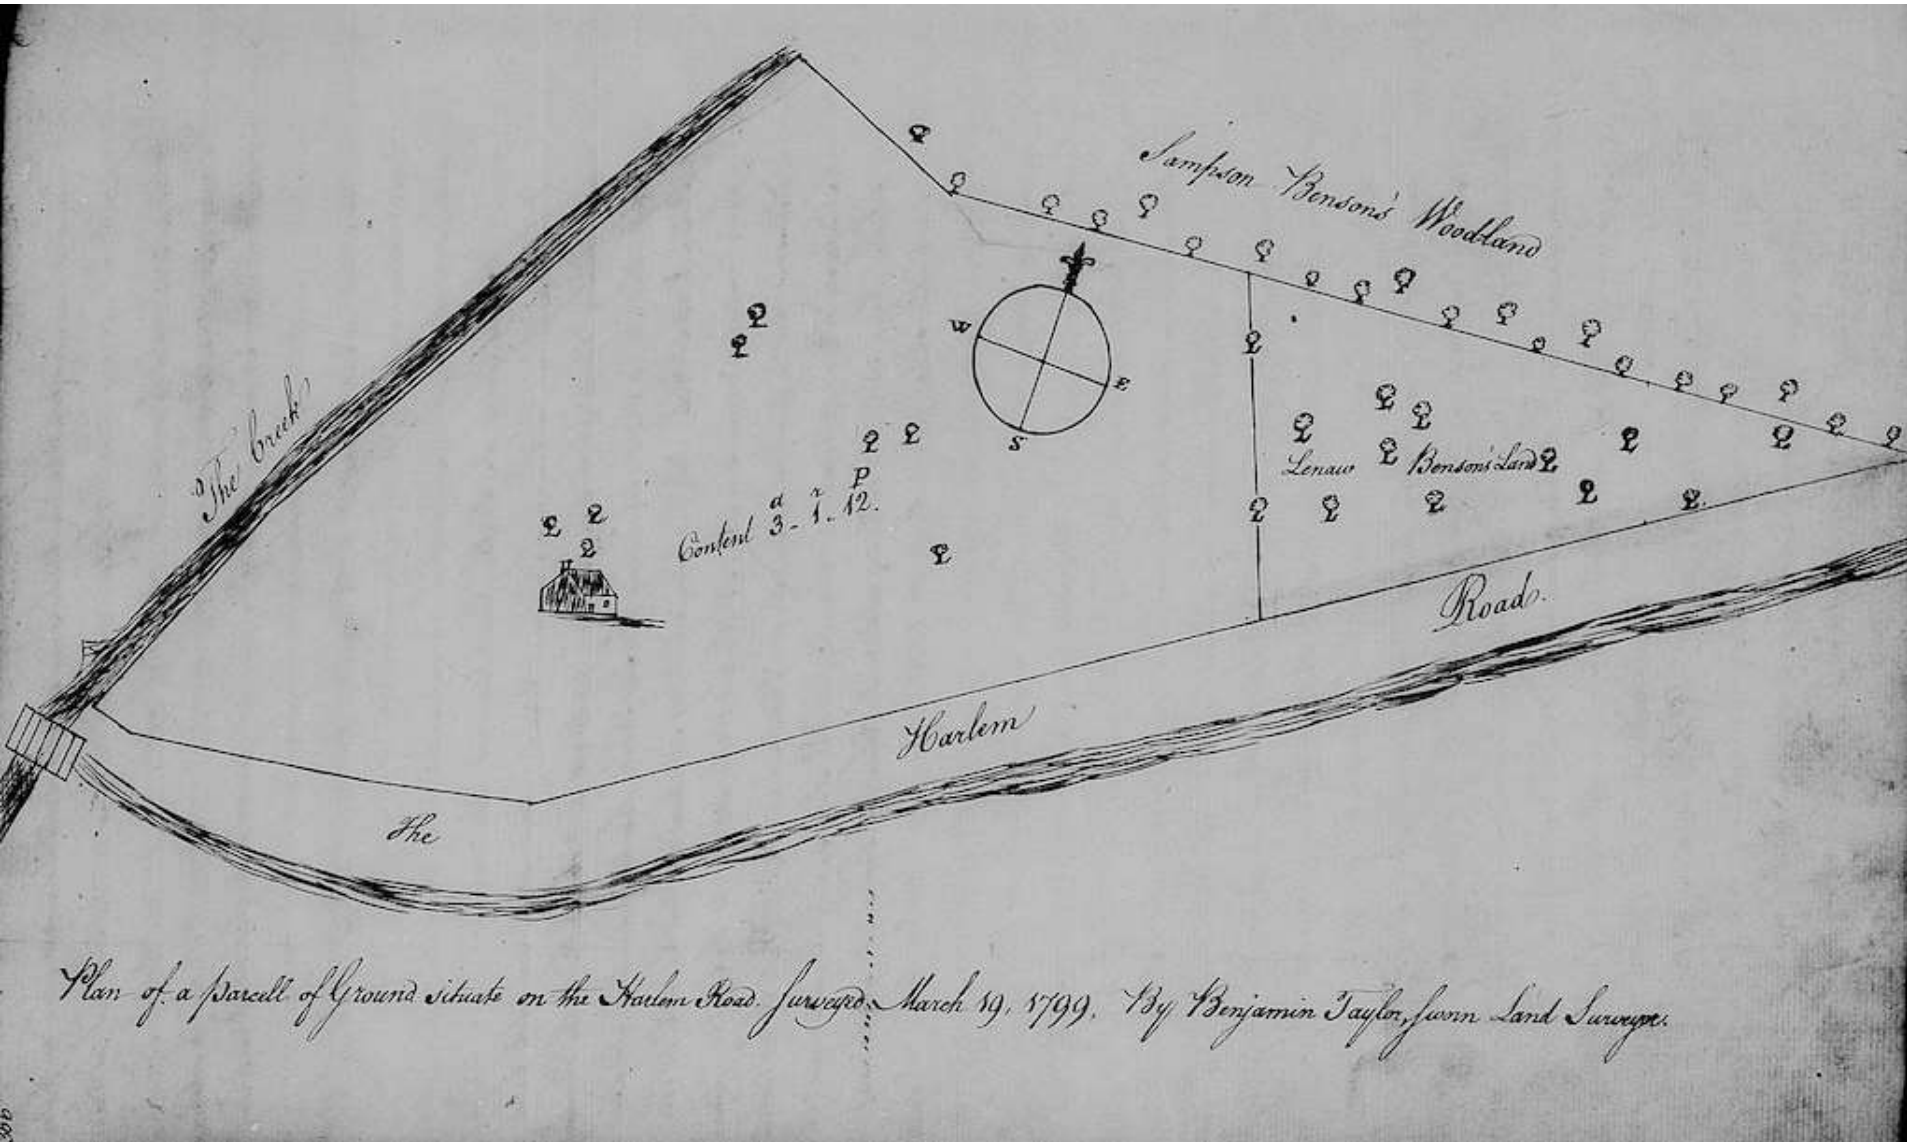 Sampson Benson's Woodland
W
E
S
The Creek
Lenaw Benson's Land
a r p
Content 3 - 1 - 12.
The Harlem Road.
Plan of a parcell of Ground situate on the Harlem Road. Surveyed March 19, 1799. By Benjamin Taylor, sworn Land Surveyor.